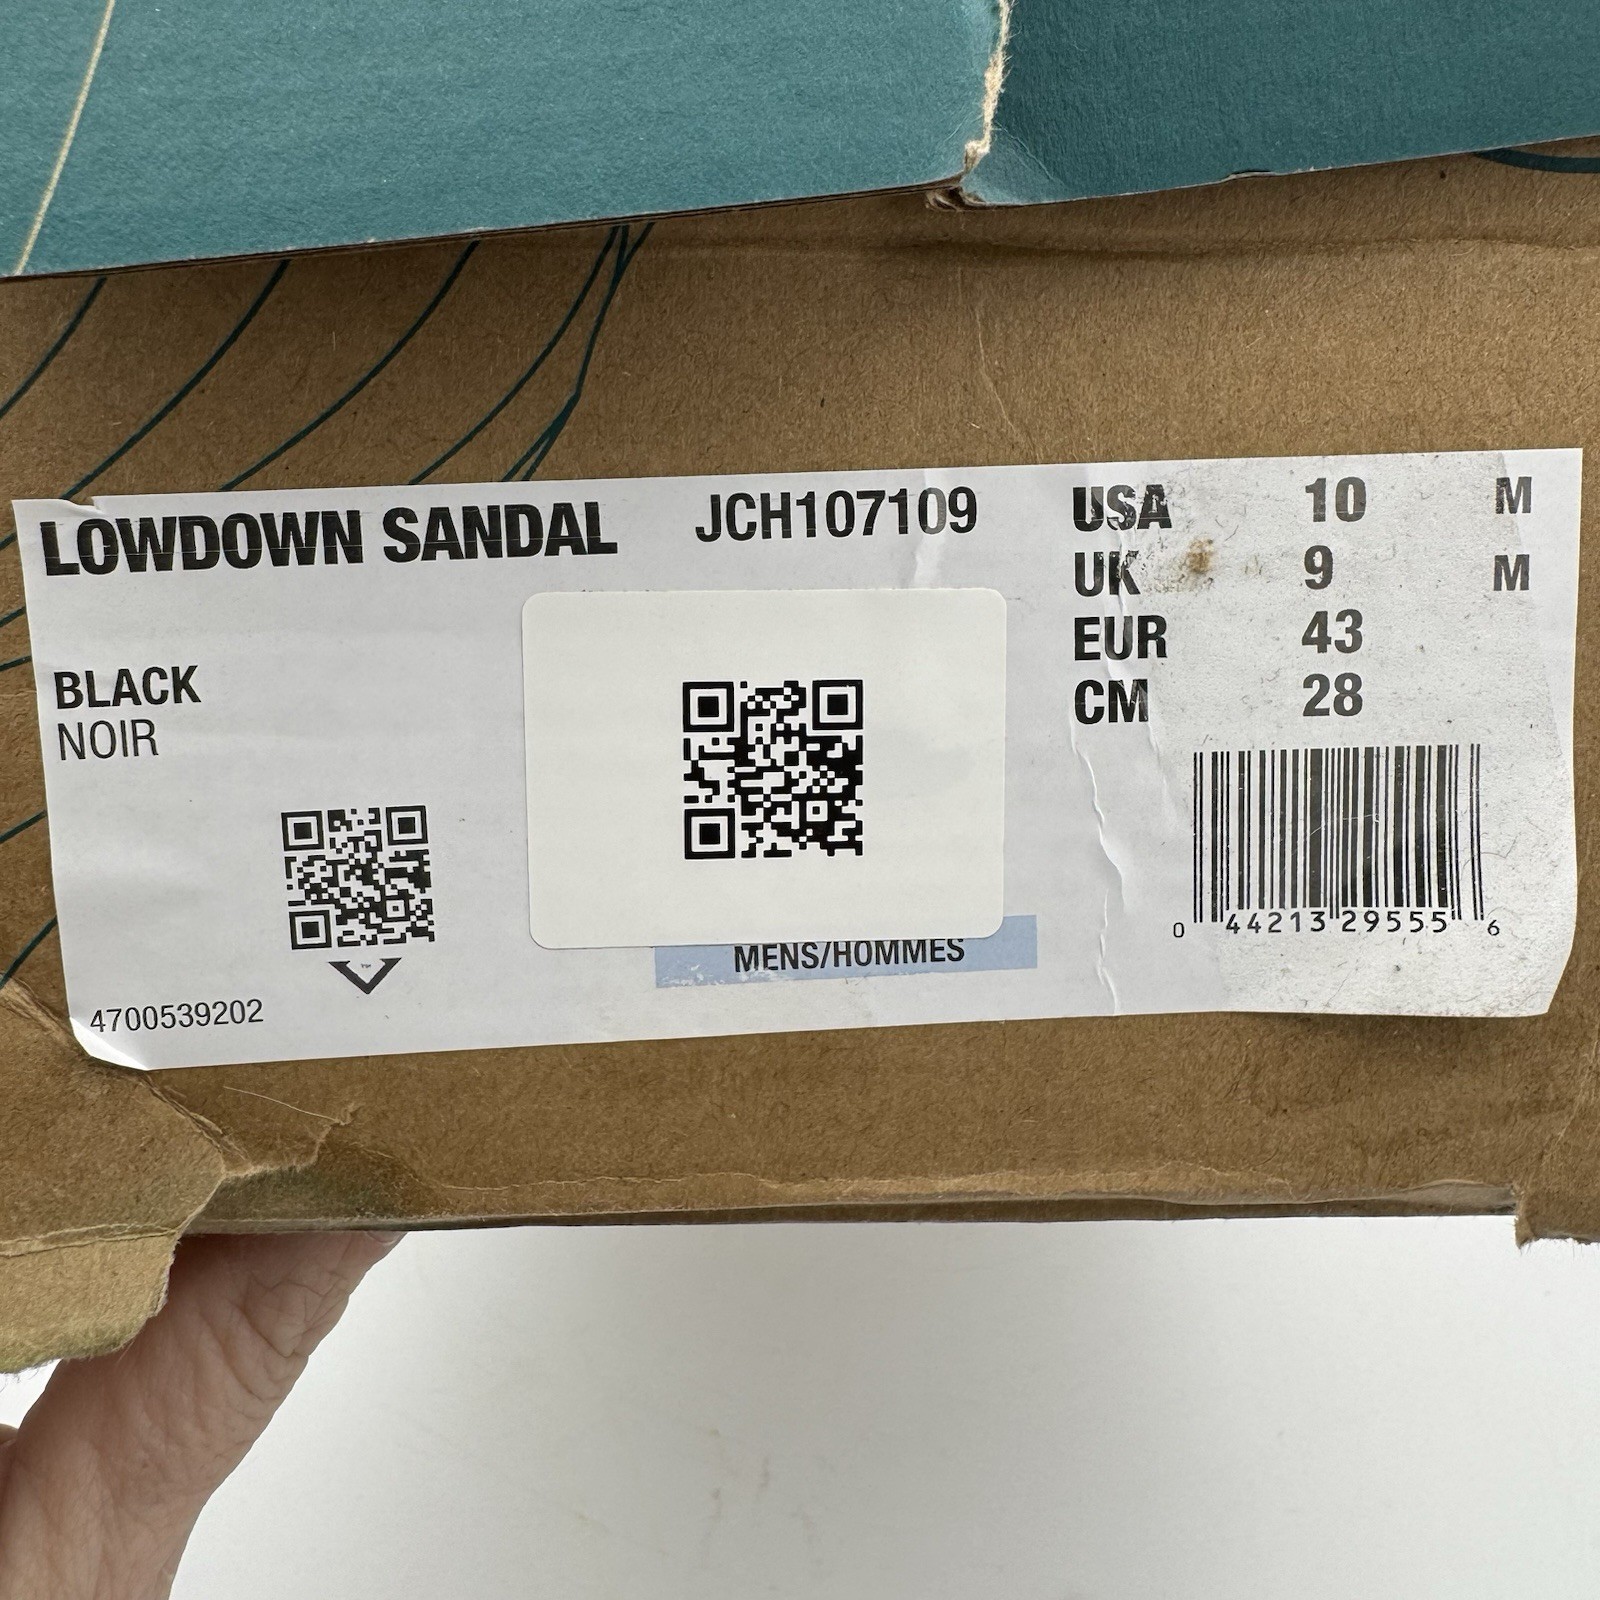 LOWDOWN SANDAL
JCH107109
USA 10 M
UK 9 M
EUR 43
CM 28
BLACK
NOIR
0 44213 29555 6
MENS/HOMMES
4700539202